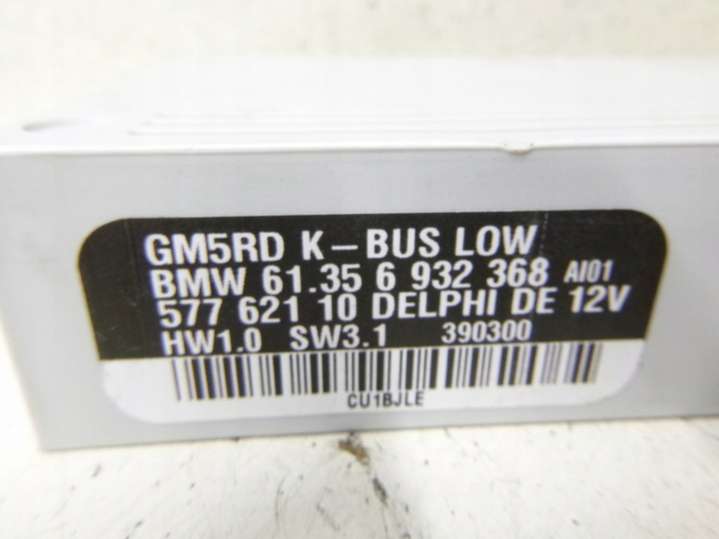 GM5RD K-BUS LOW
BMW 61.35 6 932 368 AI01
577 621 10 DELPHI DE 12V
HW1.0 SW3.1 390300
CU1BJLE